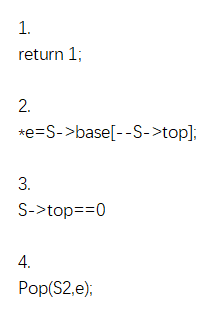 1.
return 1;
2.
*e=S->base[--S->top];
3.
S->top==0
4.
Pop(S2,e);